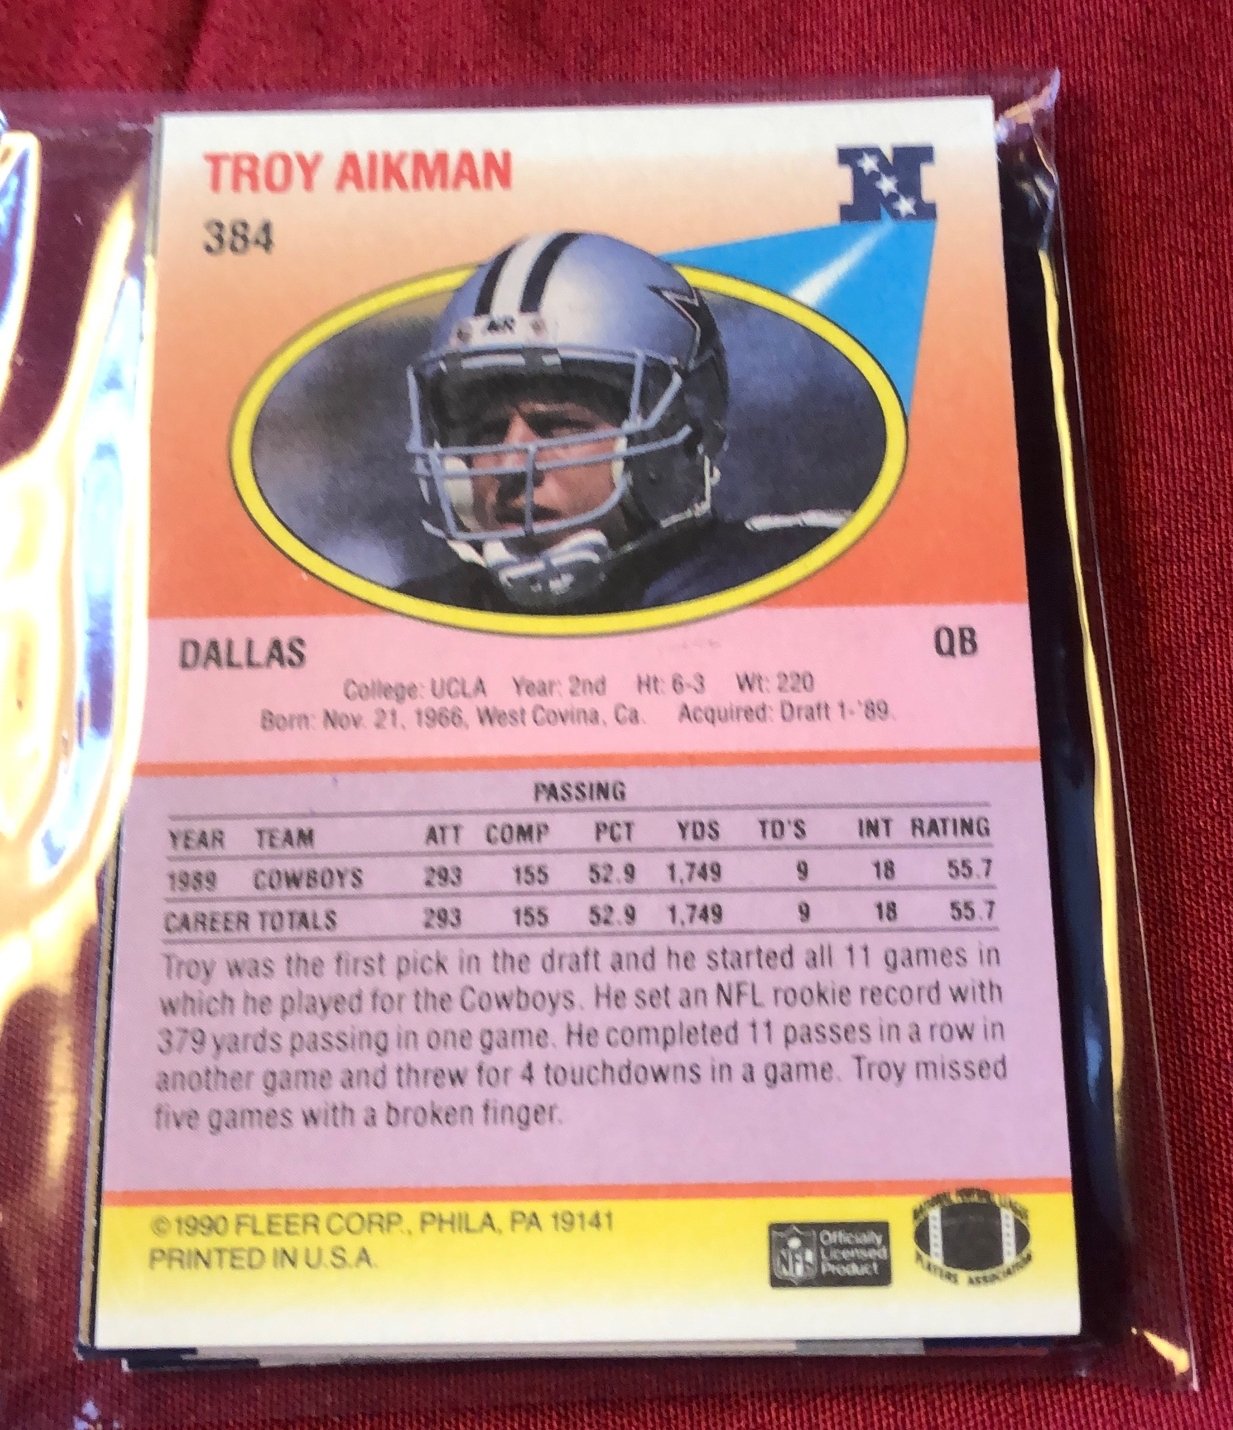 TROY AIKMAN
384
DALLAS
QB
College: UCLA Year: 2nd Ht: 6-3 Wt: 220
Born: Nov. 21, 1966, West Covina, Ca. Acquired: Draft 1-'89.
PASSING
YEAR TEAM ATT COMP PCT YDS TD'S INT RATING
1989 COWBOYS 293 155 52.9 1,749 9 18 55.7
CAREER TOTALS 293 155 52.9 1,749 9 18 55.7
Troy was the first pick in the draft and he started all 11 games in
which he played for the Cowboys. He set an NFL rookie record with
379 yards passing in one game. He completed 11 passes in a row in
another game and threw for 4 touchdowns in a game. Troy missed
five games with a broken finger.
©1990 FLEER CORP., PHILA, PA 19141
PRINTED IN U.S.A.
NFL
Officially
Licensed
Product
NATIONAL FOOTBALL LEAGUE
PLAYERS ASSOCIATION